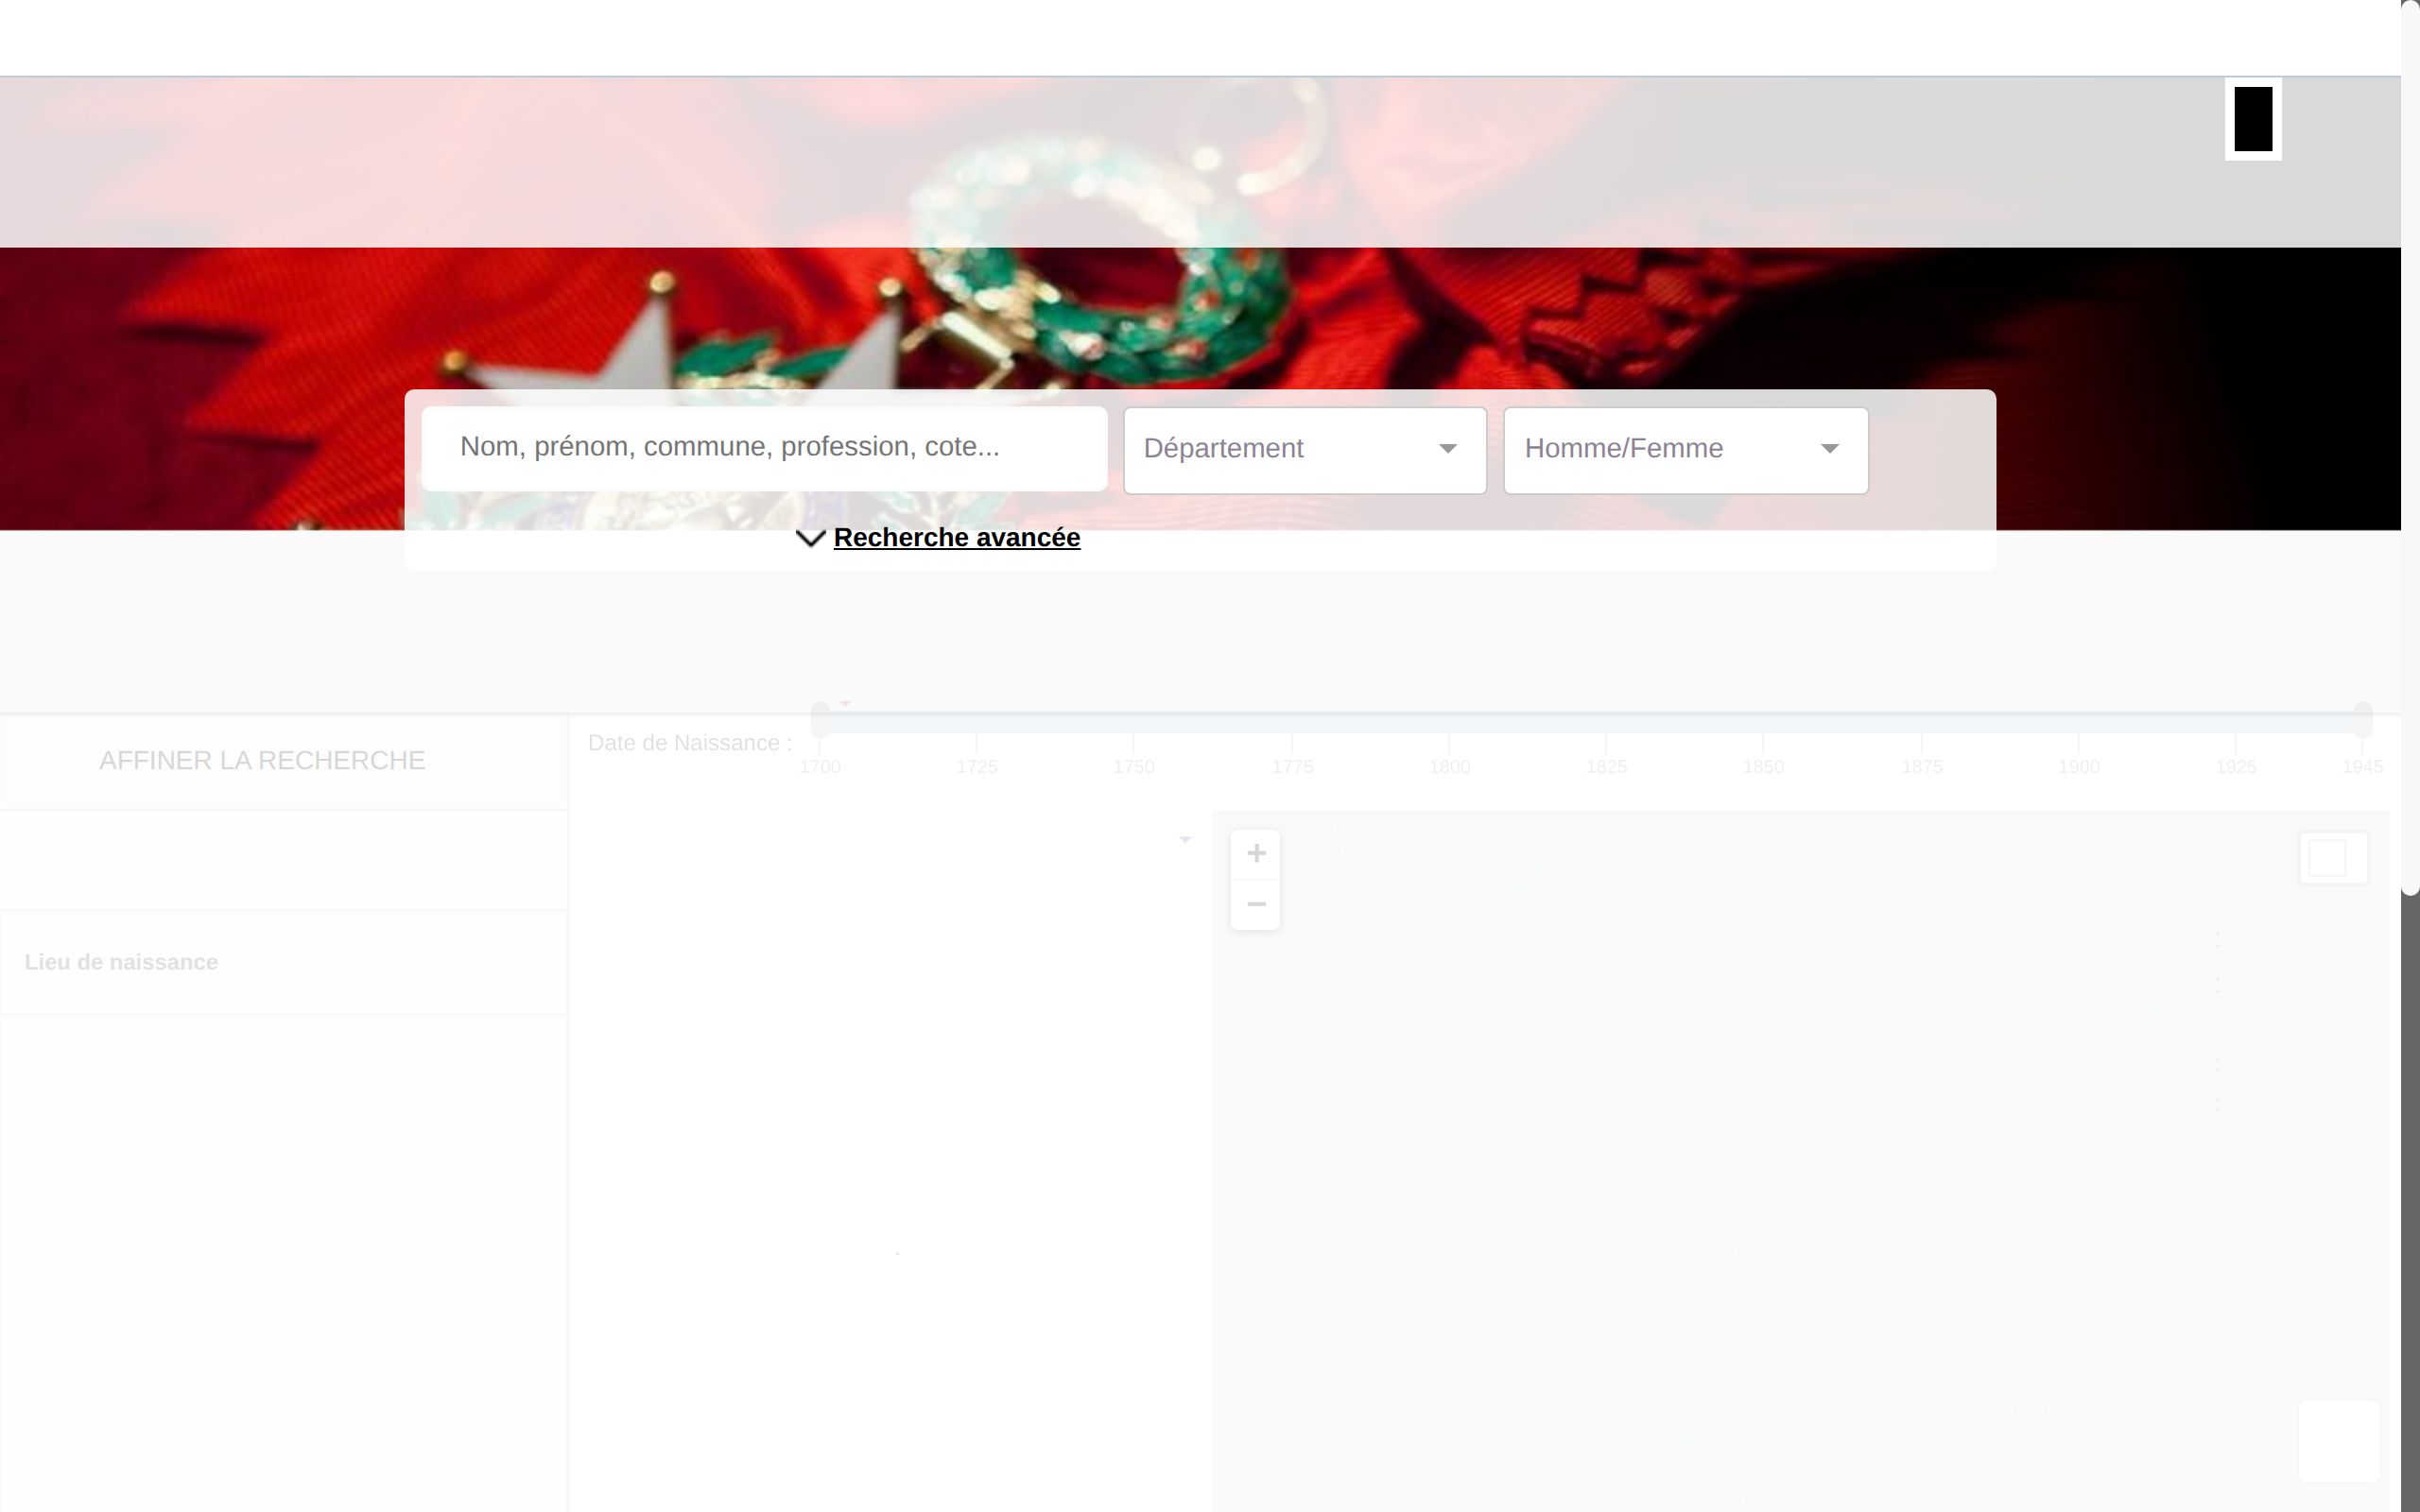 Nom, prénom, commune, profession, cote...
Département
Homme/Femme
Recherche avancée
AFFINER LA RECHERCHE
Date de Naissance :
1700 1725 1750 1775 1800 1825 1850 1875 1900 1925 1945
+
−
Lieu de naissance